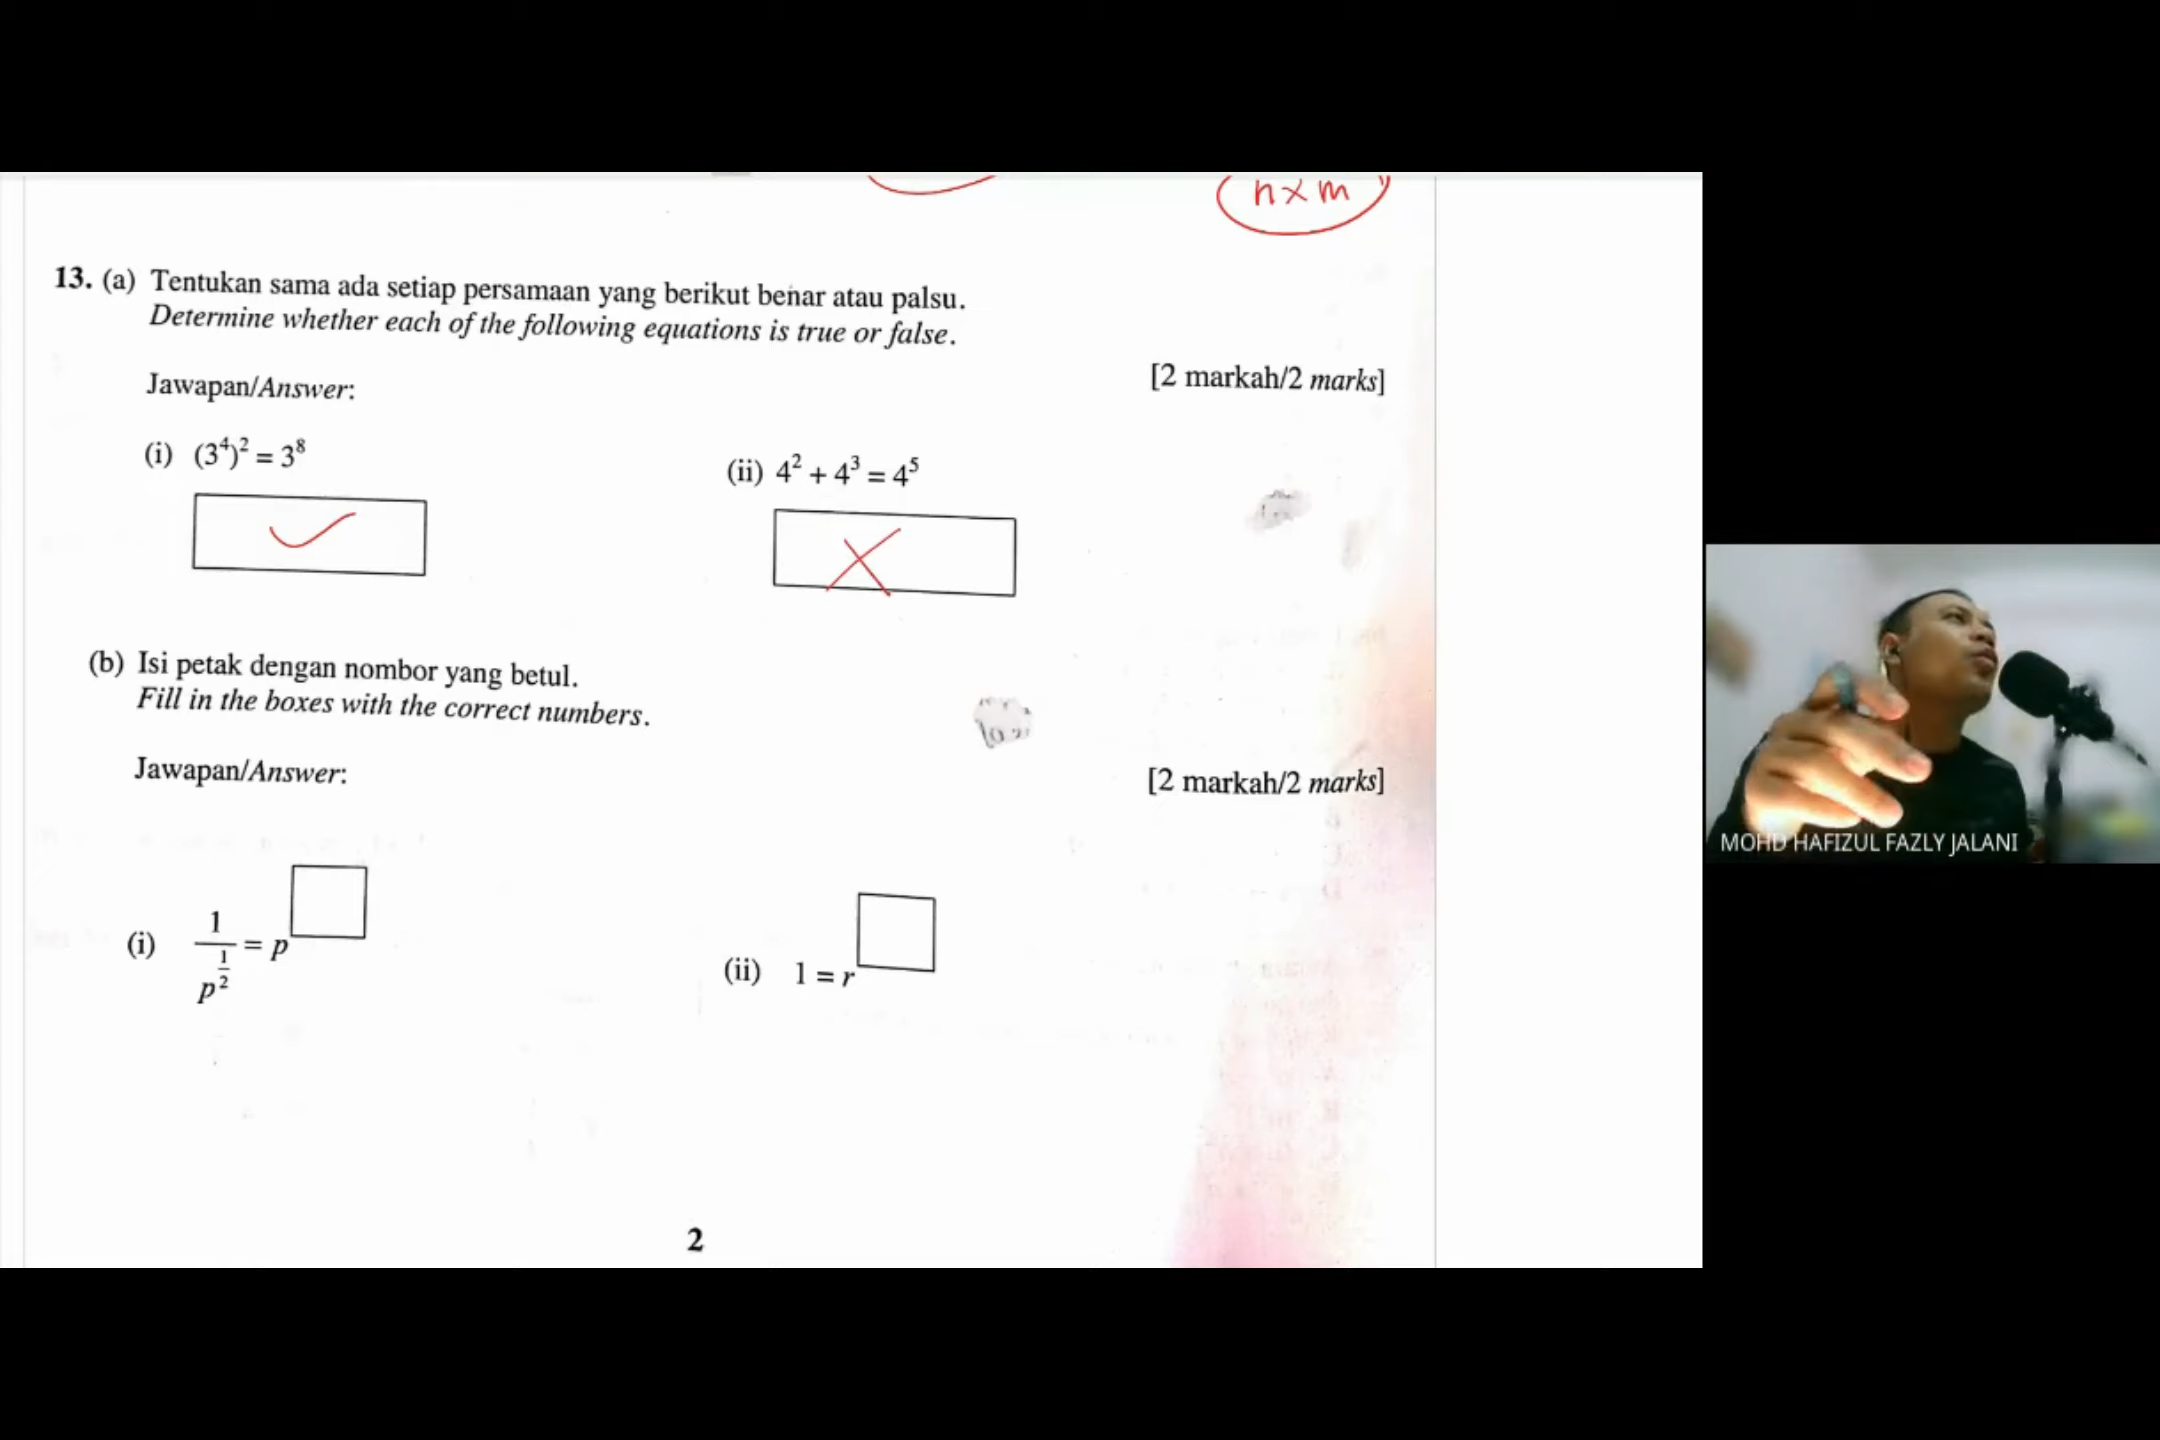 n × m
13. (a) Tentukan sama ada setiap persamaan yang berikut benar atau palsu.
Determine whether each of the following equations is true or false.
[2 markah/2 marks]
Jawapan/Answer:
(i) (3⁴)² = 3⁸
(ii) 4² + 4³ = 4⁵
(b) Isi petak dengan nombor yang betul.
Fill in the boxes with the correct numbers.
Jawapan/Answer:
[2 markah/2 marks]
(i) 1/p^(1/2) = p^□
(ii) 1 = r^□
2
MOHD HAFIZUL FAZLY JALANI